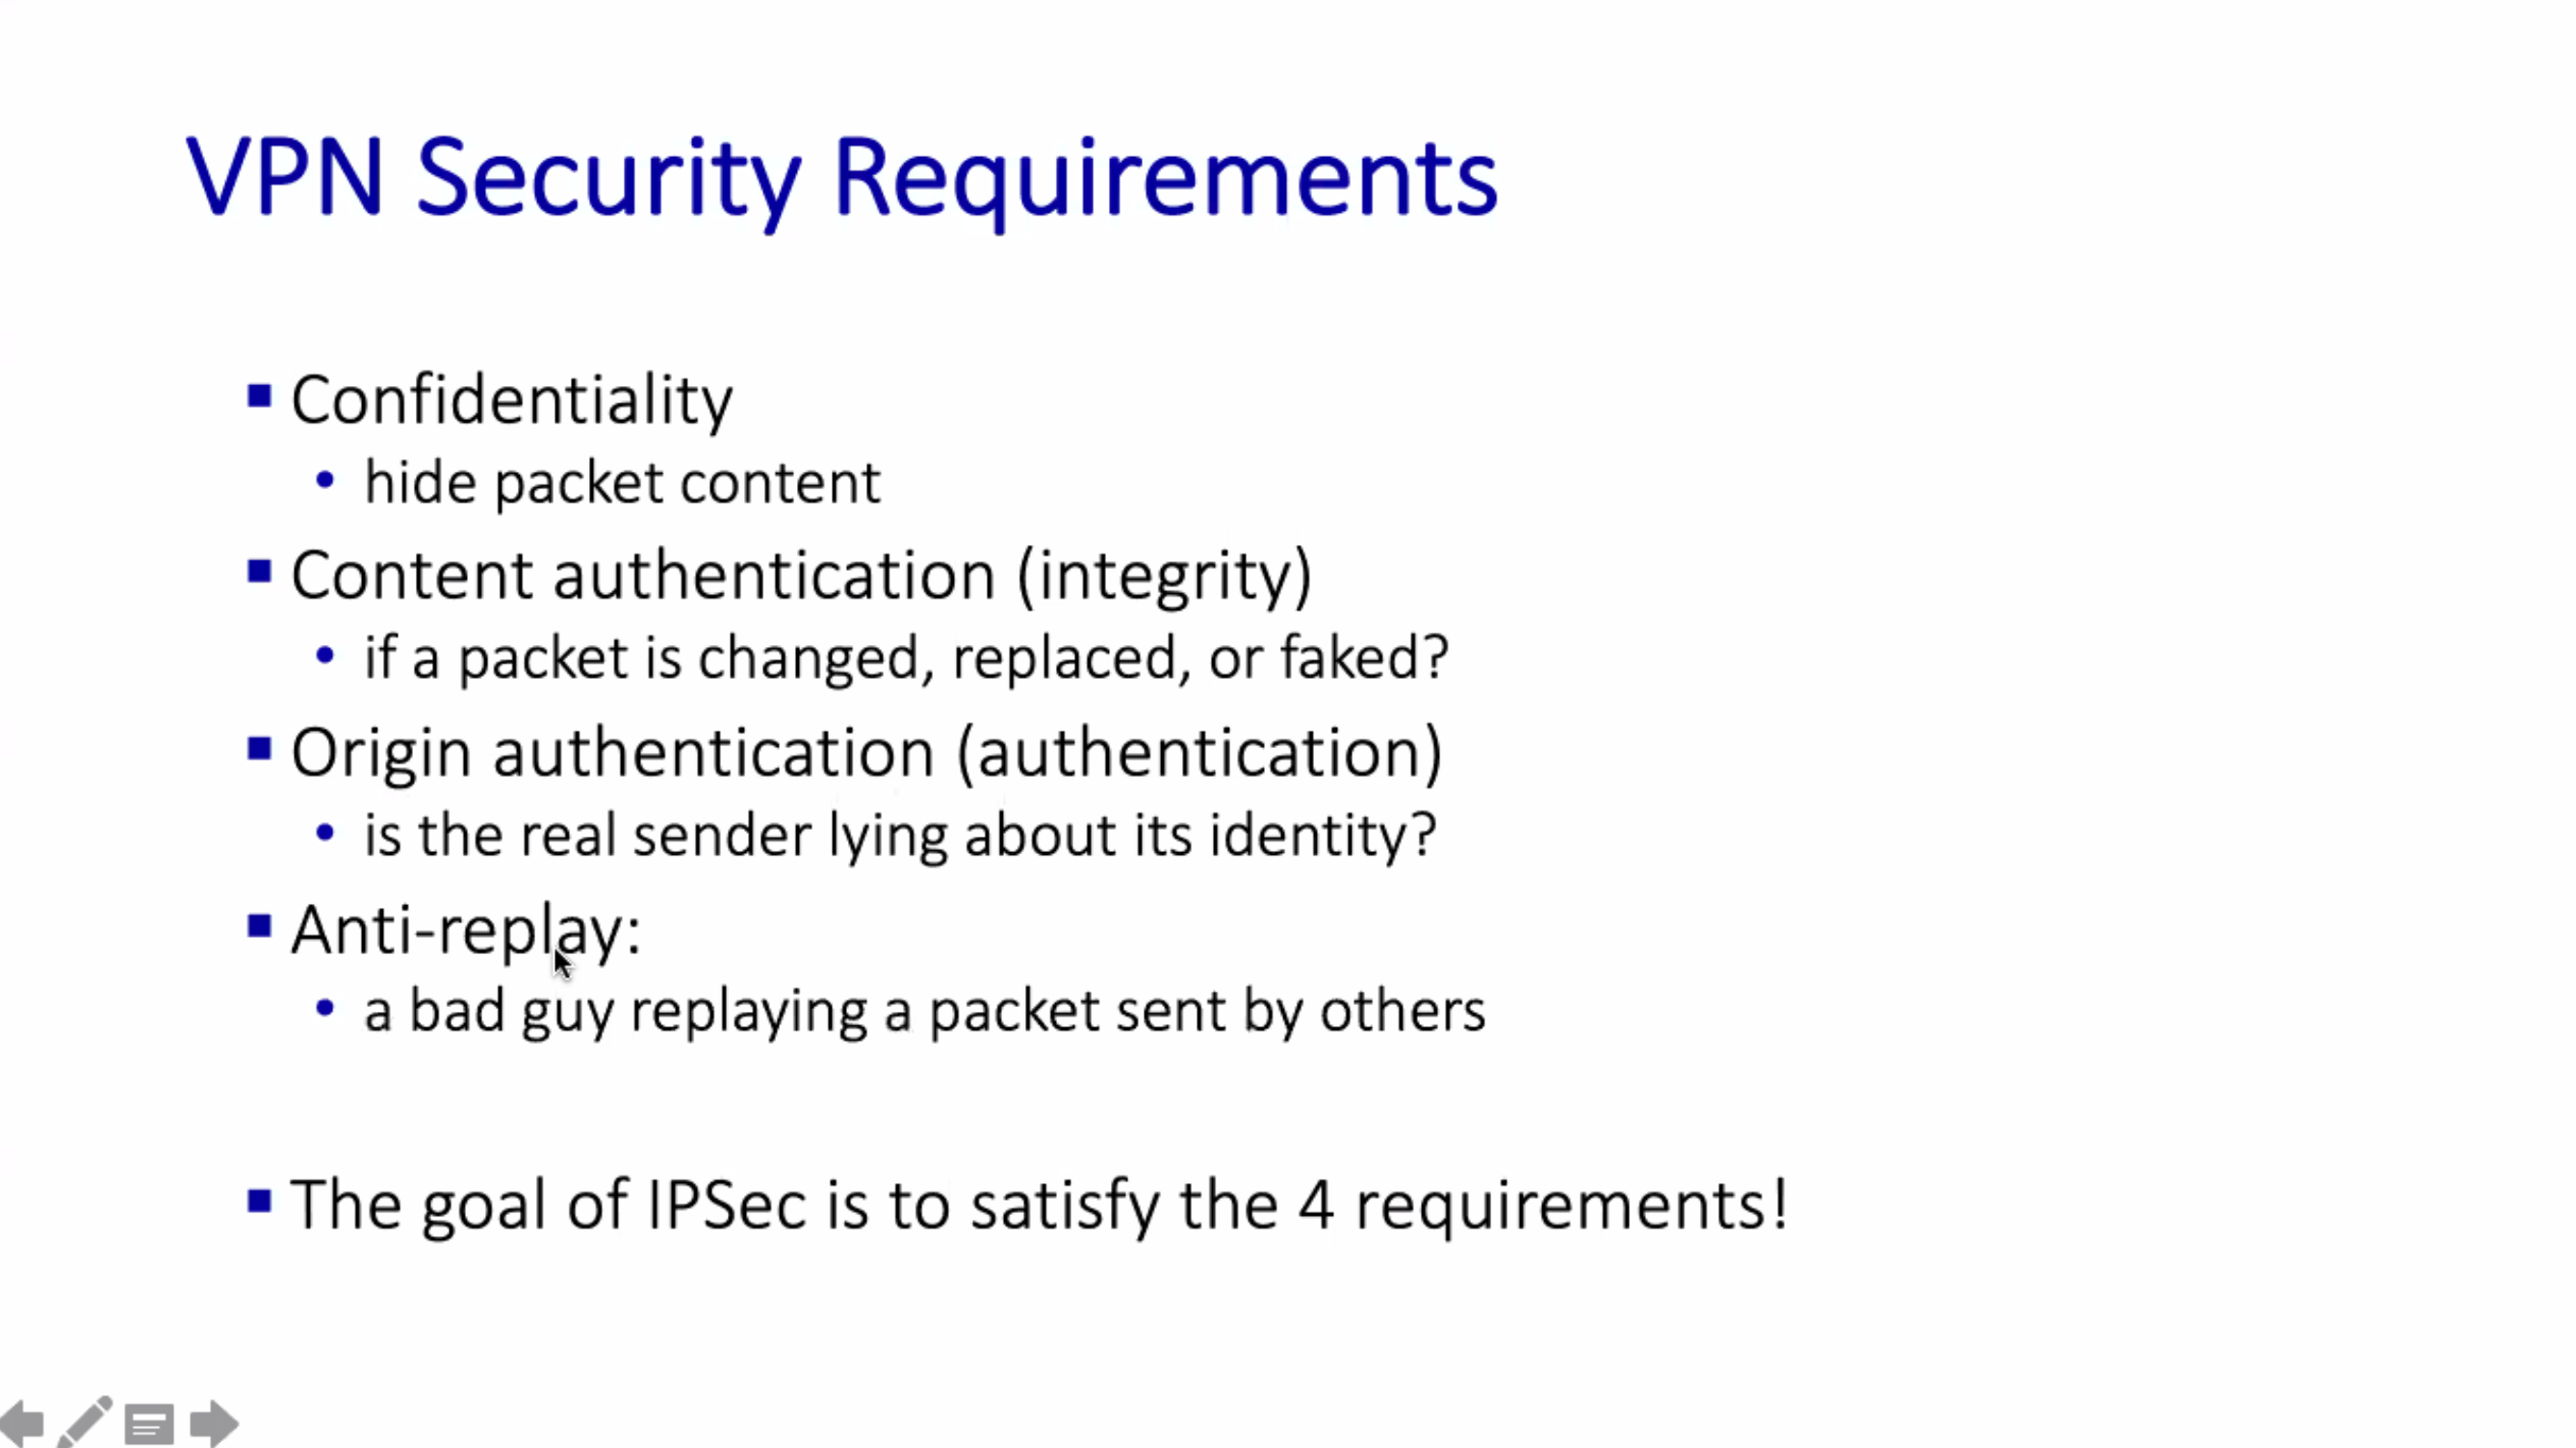 VPN Security Requirements
Confidentiality
hide packet content
Content authentication (integrity)
if a packet is changed, replaced, or faked?
Origin authentication (authentication)
is the real sender lying about its identity?
Anti-replay:
a bad guy replaying a packet sent by others
The goal of IPSec is to satisfy the 4 requirements!